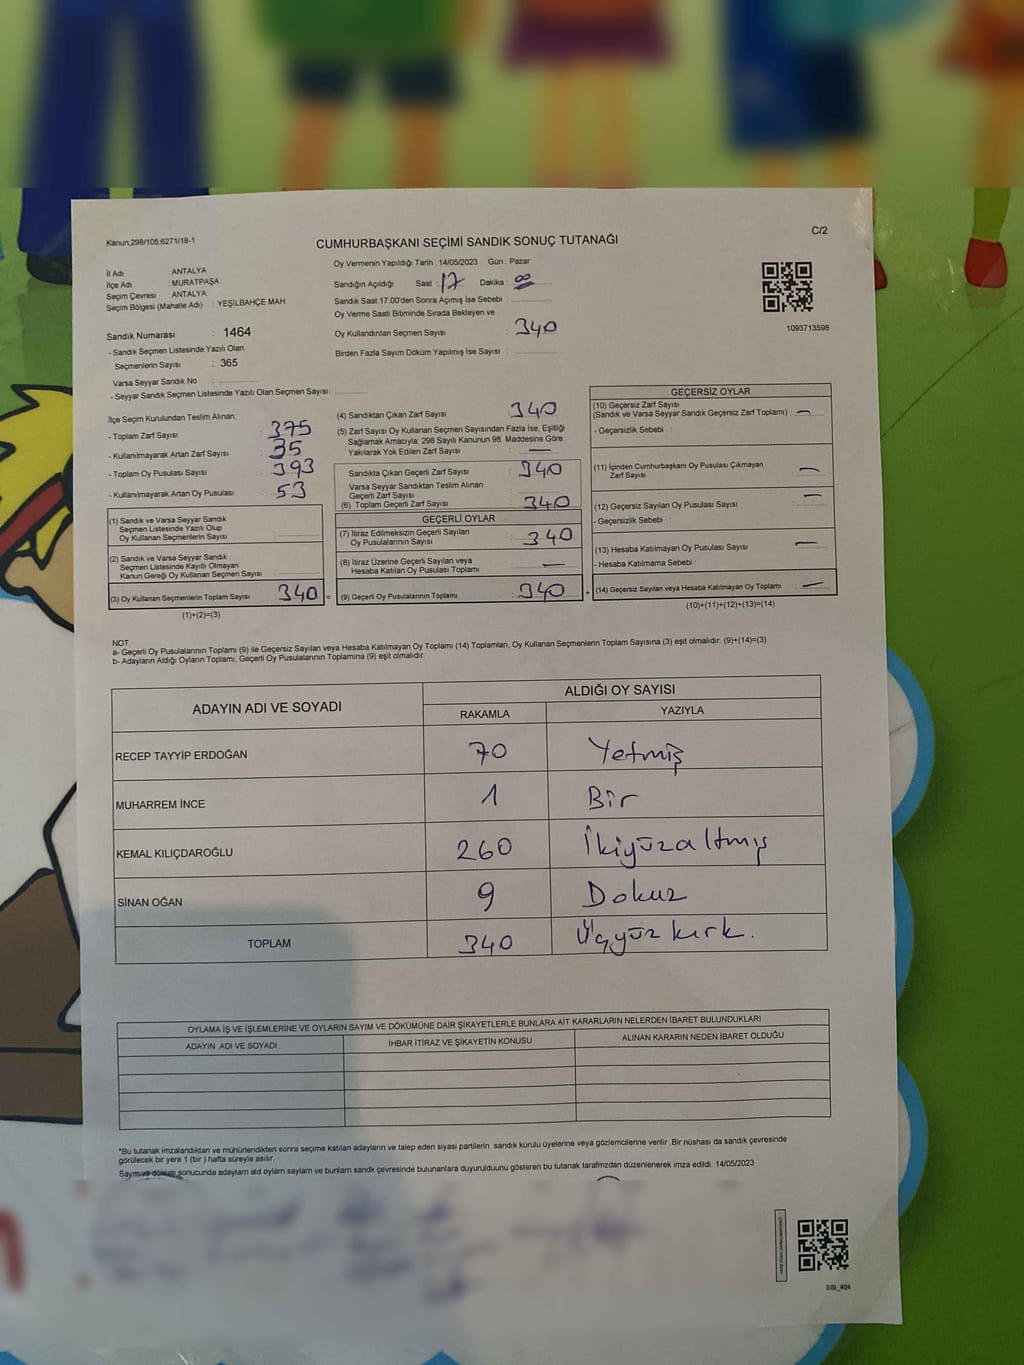 Kanun:298/105;6271/18-1
CUMHURBAŞKANI SEÇİMİ SANDIK SONUÇ TUTANAĞI
C/2
İl Adı ANTALYA
İlçe Adı : MURATPAŞA
Seçim Çevresi ANTALYA
Seçim Bölgesi (Mahalle Adı) : YEŞİLBAHÇE MAH.
Sandık Numarası : 1464
- Sandık Seçmen Listesinde Yazılı Olan
Seçmenlerin Sayısı : 365
Varsa Seyyar Sandık No :
- Seyyar Sandık Seçmen Listesinde Yazılı Olan Seçmen Sayısı:
Oy Vermenin Yapıldığı Tarih : 14/05/2023 Gün : Pazar
Sandığın Açıldığı Saat : 17 Dakika :
Sandık Saat 17:00'den Sonra Açımış İse Sebebi :
Oy Verme Saati Bitiminde Sırada Bekleyen ve
Oy Kullandırılan Seçmen Sayısı : 340
Birden Fazla Sayım Döküm Yapılmış İse Sayısı :
1093713598
İlçe Seçim Kurulundan Teslim Alınan;
- Toplam Zarf Sayısı : 375
- Kullanılmayarak Artan Zarf Sayısı : 35
- Toplam Oy Pusulası Sayısı : 393
- Kullanılmayarak Artan Oy Pusulası : 53
(1) Sandık ve Varsa Seyyar Sandık
Seçmen Listesinde Yazılı Olup
Oy Kullanan Seçmenlerin Sayısı :
(2) Sandık ve Varsa Seyyar Sandık
Seçmen Listesinde Kayıtlı Olmayan
Kanun Gereği Oy Kullanan Seçmen Sayısı :
(3) Oy Kullanan Seçmenlerin Toplam Sayısı : 340 =
(1)+(2)=(3)
(4) Sandıktan Çıkan Zarf Sayısı : 340
(5) Zarf Sayısı Oy Kullanan Seçmen Sayısından Fazla İse, Eşitliği
Sağlamak Amacıyla; 298 Sayılı Kanunun 98. Maddesine Göre
Yakılarak Yok Edilen Zarf Sayısı : —
Sandıkta Çıkan Geçerli Zarf Sayısı : 340
Varsa Seyyar Sandıktan Teslim Alınan
Geçerli Zarf Sayısı :
(6) Toplam Geçerli Zarf Sayısı : 340
GEÇERLİ OYLAR
(7) İtiraz Edilmeksizin Geçerli Sayılan
Oy Pusulalarının Sayısı : 340
(8) İtiraz Üzerine Geçerli Sayılan veya
Hesaba Katılan Oy Pusulası Toplamı : —
(9) Geçerli Oy Pusulalarının Toplamı : 340 +
GEÇERSİZ OYLAR
(10) Geçersiz Zarf Sayısı
(Sandık ve Varsa Seyyar Sandık Geçersiz Zarf Toplamı) : —
- Geçersizlik Sebebi :
(11) İçinden Cumhurbaşkanı Oy Pusulası Çıkmayan
Zarf Sayısı : —
(12) Geçersiz Sayılan Oy Pusulası Sayısı : —
- Geçersizlik Sebebi :
(13) Hesaba Katılmayan Oy Pusulası Sayısı : —
- Hesaba Katılmama Sebebi :
(14) Geçersiz Sayılan veya Hesaba Katılmayan Oy Toplamı : —
(10)+(11)+(12)+(13)=(14)
NOT:
a- Geçerli Oy Pusulalarının Toplamı (9) ile Geçersiz Sayılan veya Hesaba Katılmayan Oy Toplamı (14) Toplamları, Oy Kullanan Seçmenlerin Toplam Sayısına (3) eşit olmalıdır. (9)+(14)=(3)
b- Adayların Aldığı Oyların Toplamı, Geçerli Oy Pusulalarının Toplamına (9) eşit olmalıdır.
ADAYIN ADI VE SOYADI ALDIĞI OY SAYISI
RAKAMLA YAZIYLA
RECEP TAYYİP ERDOĞAN 70 Yetmiş
MUHARREM İNCE 1 Bir
KEMAL KILIÇDAROĞLU 260 İkiyüzaltmış
SİNAN OĞAN 9 Dokuz
TOPLAM 340 Üçyüz kırk.
OYLAMA İŞ VE İŞLEMLERİNE VE OYLARIN SAYIM VE DÖKÜMÜNE DAİR ŞİKAYETLERLE BUNLARA AİT KARARLARIN NELERDEN İBARET BULUNDUKLARI
ADAYIN ADI VE SOYADI İHBAR İTİRAZ VE ŞİKAYETİN KONUSU ALINAN KARARIN NEDEN İBARET OLDUĞU
*Bu tutanak imzalandıktan ve mühürlendikten sonra seçime katılan adayların ve talep eden siyasi partilerin sandık kurulu üyelerine veya gözlemcilerine verilir .Bir nüshası da sandık çevresinde
görülecek bir yere 1 (bir ) hafta süreyle asılır.
Sayım ve döküm sonucunda adayların ald oyların sayların ve bunların sandk çevresinde bulunanlara duyurulduunu gösteren bu tutanak tarafmzdan düzenlenerek imza edildi. 14/05/2023
SSI_404